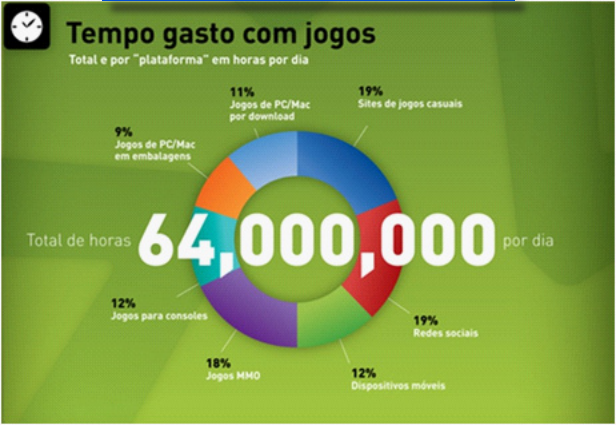 Tempo gasto com jogos
Total e por "plataforma" em horas por dia
11%
Jogos de PC/Mac
por download
19%
Sites de jogos casuais
9%
Jogos de PC/Mac
em embalagens
Total de horas 64,000,000 por dia
12%
Jogos para consoles
19%
Redes sociais
18%
Jogos MMO
12%
Dispositivos móveis